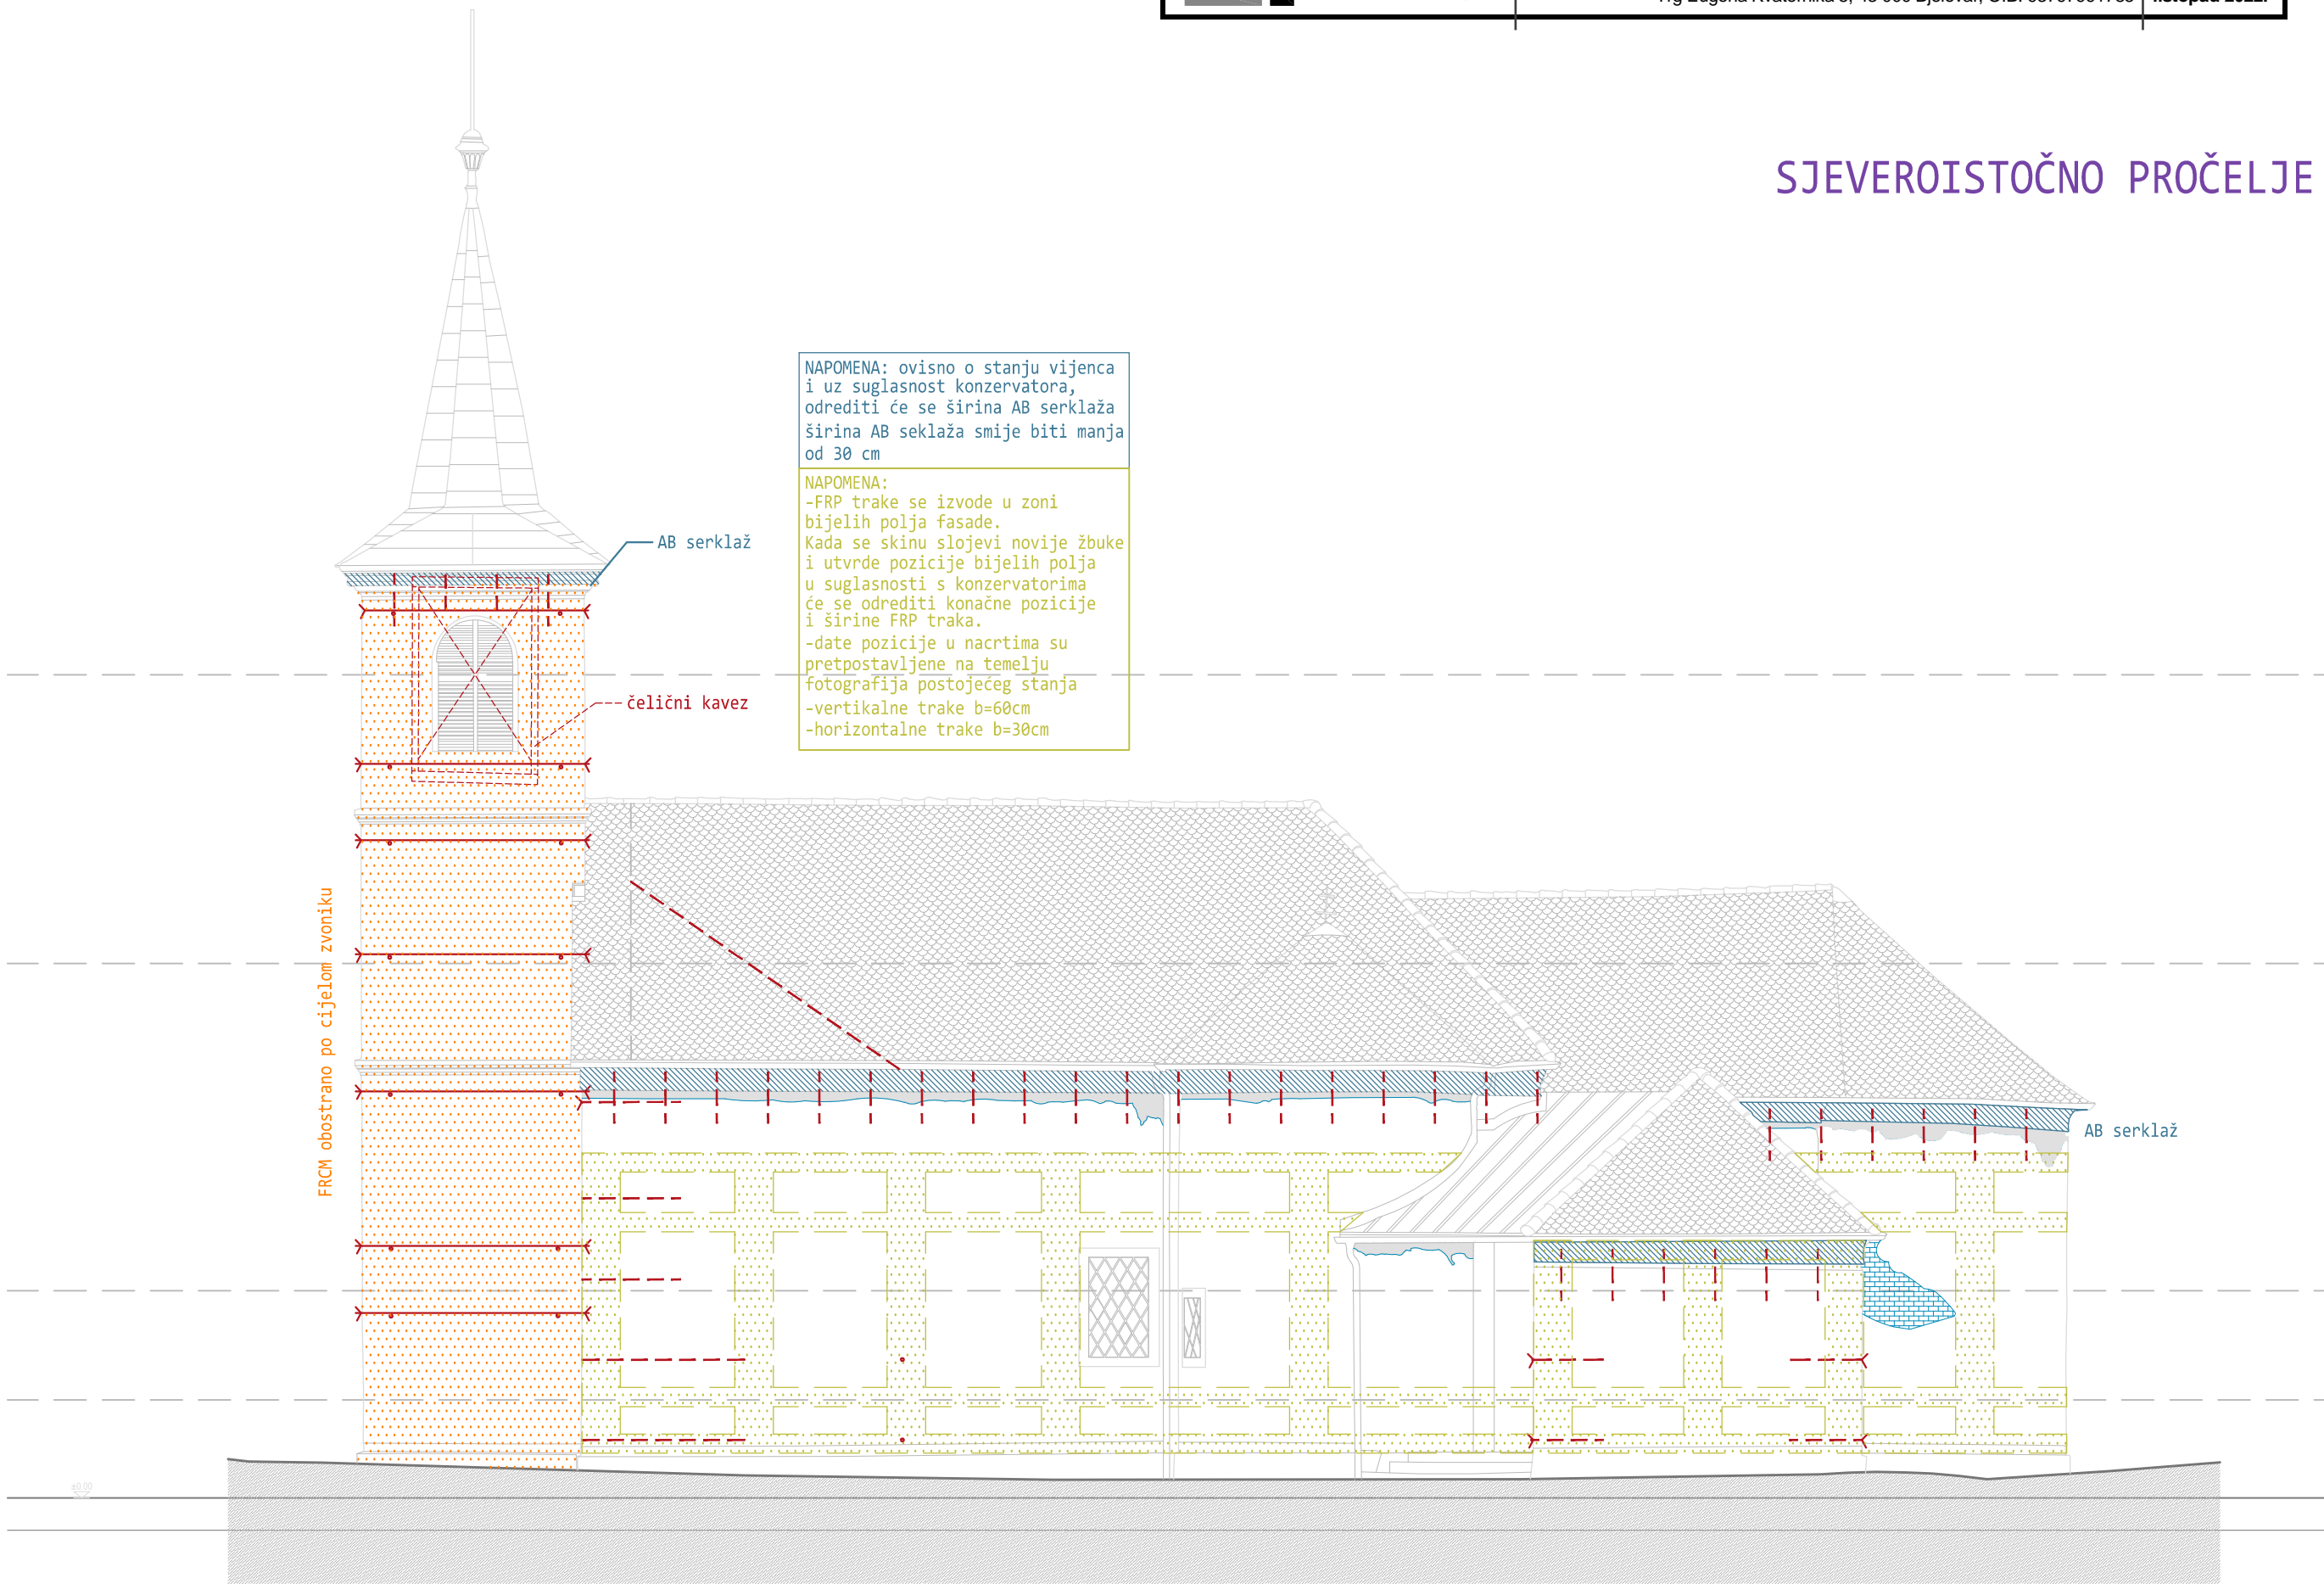 listopad 2022.
SJEVEROISTOČNO PROČELJE
NAPOMENA: ovisno o stanju vijenca
i uz suglasnost konzervatora,
odrediti će se širina AB serklaža
širina AB seklaža smije biti manja
od 30 cm
NAPOMENA:
-FRP trake se izvode u zoni
bijelih polja fasade.
Kada se skinu slojevi novije žbuke
i utvrde pozicije bijelih polja
u suglasnosti s konzervatorima
će se odrediti konačne pozicije
i širine FRP traka.
-date pozicije u nacrtima su
pretpostavljene na temelju
fotografija postojećeg stanja
-vertikalne trake b=60cm
-horizontalne trake b=30cm
AB serklaž
čelični kavez
FRCM obostrano po cijelom zvoniku
AB serklaž
±0.00